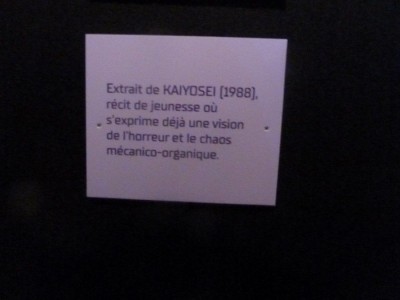 Extrait de KAIYOSEI (1988),
récit de jeunesse où
s'exprime déjà une vision
de l'horreur et le chaos
mécanico-organique.